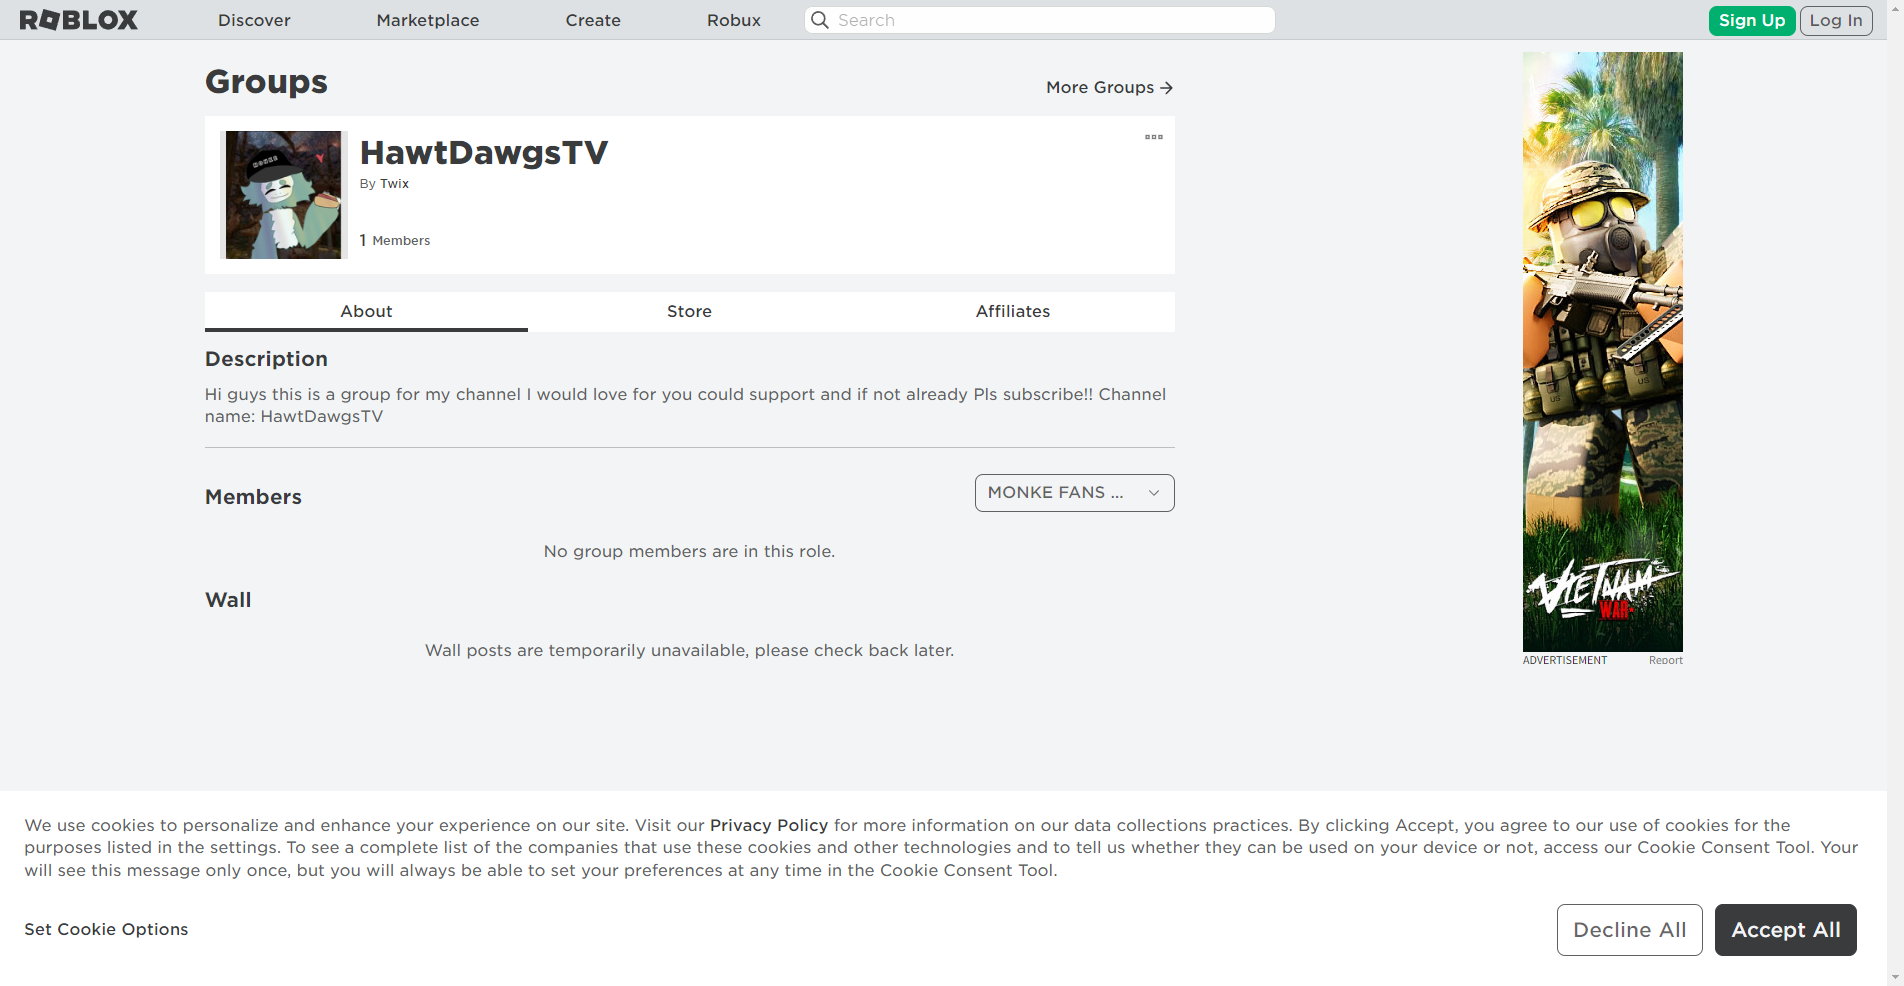 ROBLOX
Discover
Marketplace
Create
Robux
Search
Sign Up
Log In
Groups
More Groups
HawtDawgsTV
By Twix
1 Members
About
Store
Affiliates
Description
Hi guys this is a group for my channel I would love for you could support and if not already Pls subscribe!! Channel
name: HawtDawgsTV
Members
MONKE FANS ...
No group members are in this role.
Wall
Wall posts are temporarily unavailable, please check back later.
MONKE
US
US
VIETNAM
WAR
ADVERTISEMENT
Report
We use cookies to personalize and enhance your experience on our site. Visit our Privacy Policy for more information on our data collections practices. By clicking Accept, you agree to our use of cookies for the
purposes listed in the settings. To see a complete list of the companies that use these cookies and other technologies and to tell us whether they can be used on your device or not, access our Cookie Consent Tool. Your
will see this message only once, but you will always be able to set your preferences at any time in the Cookie Consent Tool.
Set Cookie Options
Decline All
Accept All